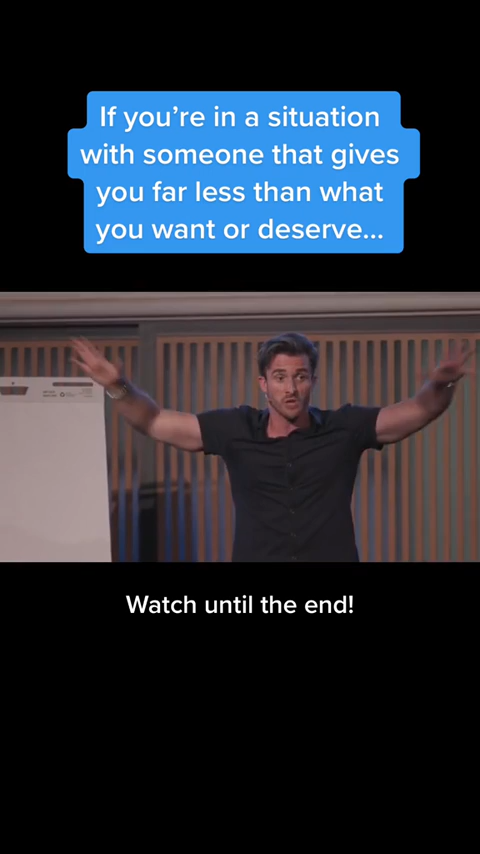 If you’re in a situation
with someone that gives
you far less than what
you want or deserve...
Watch until the end!